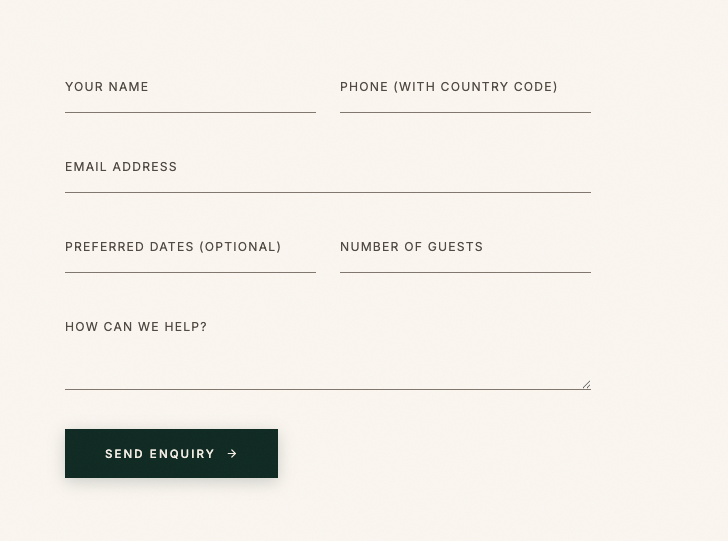 YOUR NAME
PHONE (WITH COUNTRY CODE)
EMAIL ADDRESS
PREFERRED DATES (OPTIONAL)
NUMBER OF GUESTS
HOW CAN WE HELP?
SEND ENQUIRY →